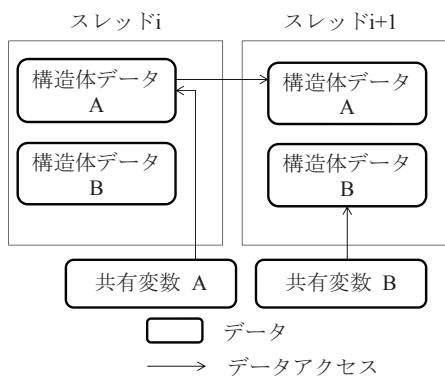 スレッドi
スレッドi+1
構造体データ
A
構造体データ
A
構造体データ
B
構造体データ
B
共有変数 A
共有変数 B
データ
データアクセス